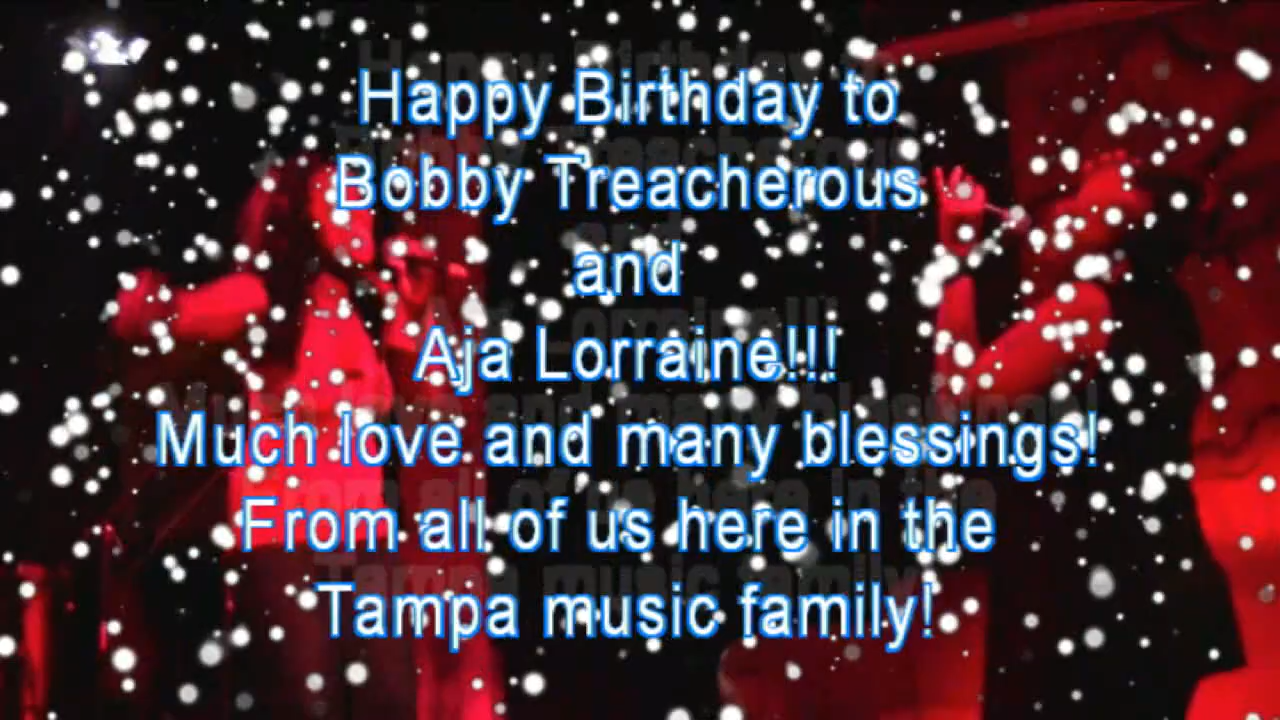 Happy Birthday to
Bobby Treacherous
and
Aja Lorraine!!!
Much love and many blessings!
From all of us here in the
Tampa music family!